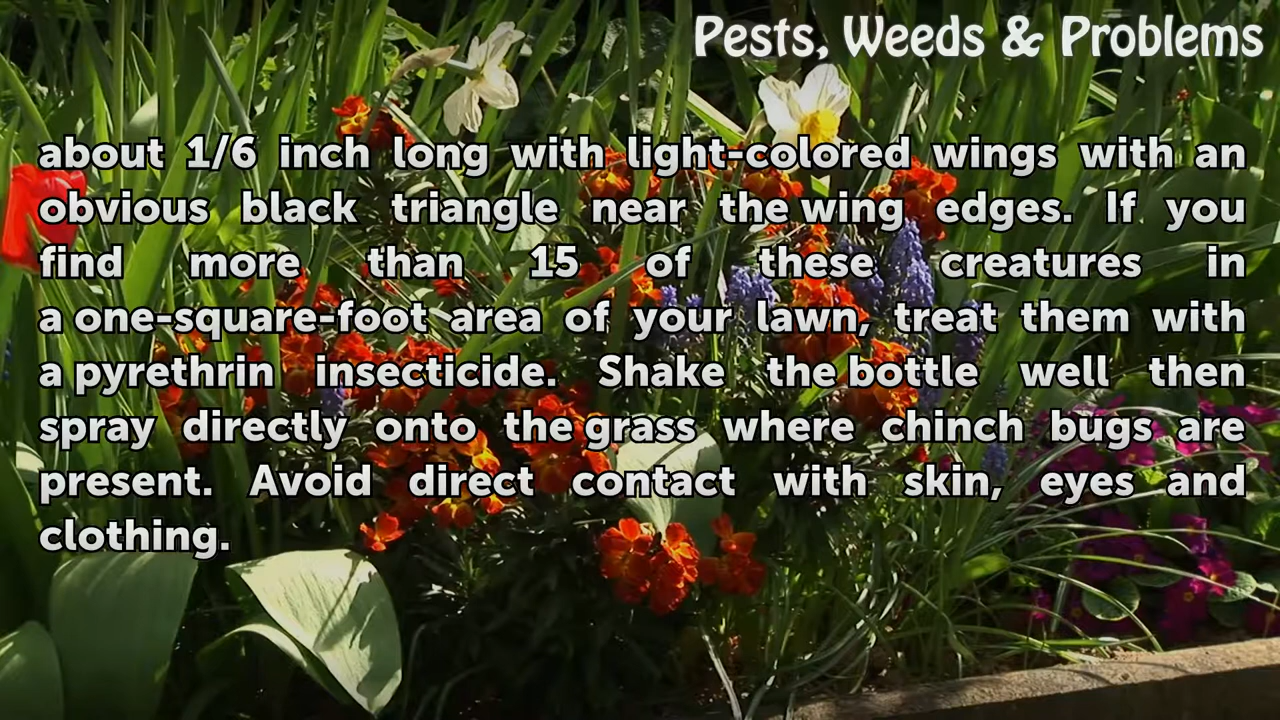 Pests, Weeds & Problems
about 1/6 inch long with light-colored wings with an
obvious black triangle near the wing edges. If you
find more than 15 of these creatures in
a one-square-foot area of your lawn, treat them with
a pyrethrin insecticide. Shake the bottle well then
spray directly onto the grass where chinch bugs are
present. Avoid direct contact with skin, eyes and
clothing.